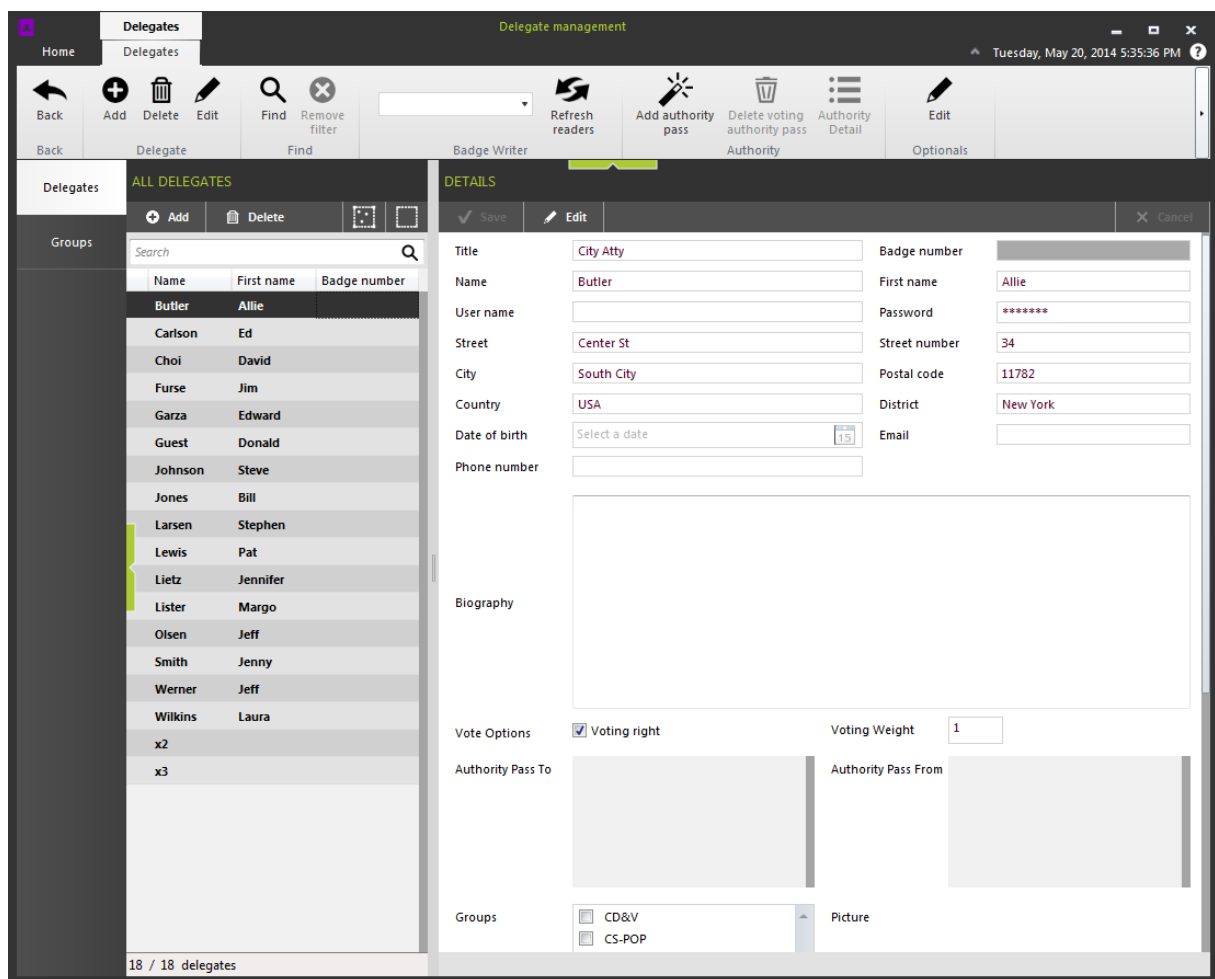 Delegates
Delegate management
Home
Delegates
Tuesday, May 20, 2014 5:35:36 PM ?
Back
Add
Delete
Edit
Find
Remove
filter
Refresh
readers
Add authority
pass
Delete voting
authority pass
Authority
Detail
Edit
Back
Delegate
Find
Badge Writer
Authority
Optionals
Delegates
Groups
ALL DELEGATES
Add
Delete
Search
Name First name Badge number
Butler Allie
Carlson Ed
Choi David
Furse Jim
Garza Edward
Guest Donald
Johnson Steve
Jones Bill
Larsen Stephen
Lewis Pat
Lietz Jennifer
Lister Margo
Olsen Jeff
Smith Jenny
Werner Jeff
Wilkins Laura
x2
x3
18 / 18 delegates
DETAILS
Save
Edit
Cancel
Title City Atty Badge number
Name Butler First name Allie
User name Password *******
Street Center St Street number 34
City South City Postal code 11782
Country USA District New York
Date of birth Select a date 15 Email
Phone number
Biography
Vote Options Voting right Voting Weight 1
Authority Pass To Authority Pass From
Groups CD&V Picture
CS-POP